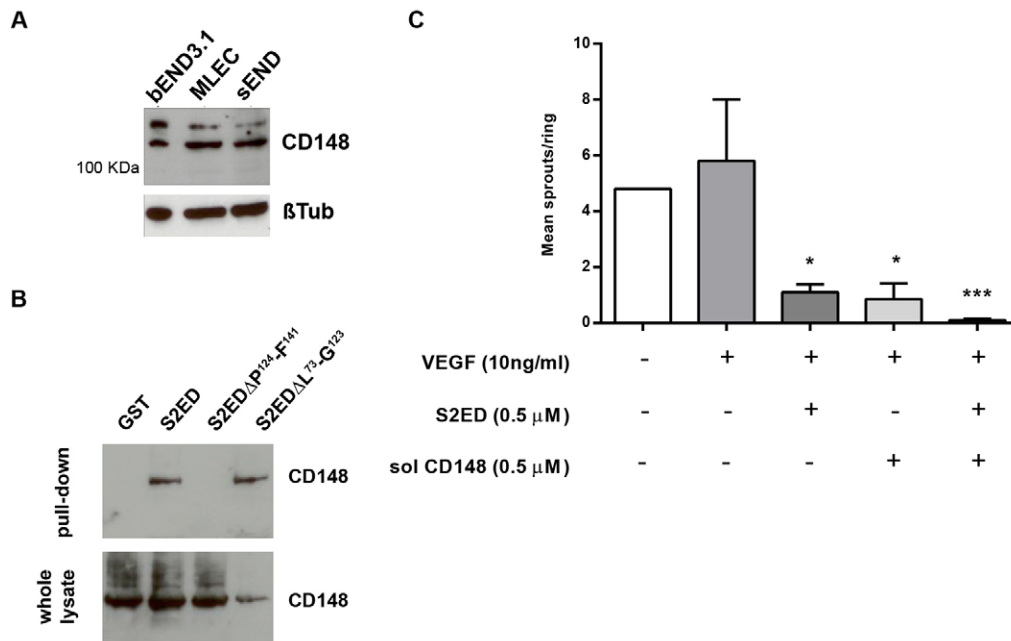 A
bEND3.1
MLEC
sEND
CD148
100 KDa
ßTub
B
GST
S2ED
S2EDΔP124-F141
S2EDΔL73-G123
pull-down
CD148
whole
lysate
CD148
C
Mean sprouts/ring
10
8
6
4
2
0
*
*
***
VEGF (10ng/ml) - + + + +
S2ED (0.5 µM) - - + - +
sol CD148 (0.5 µM) - - - + +